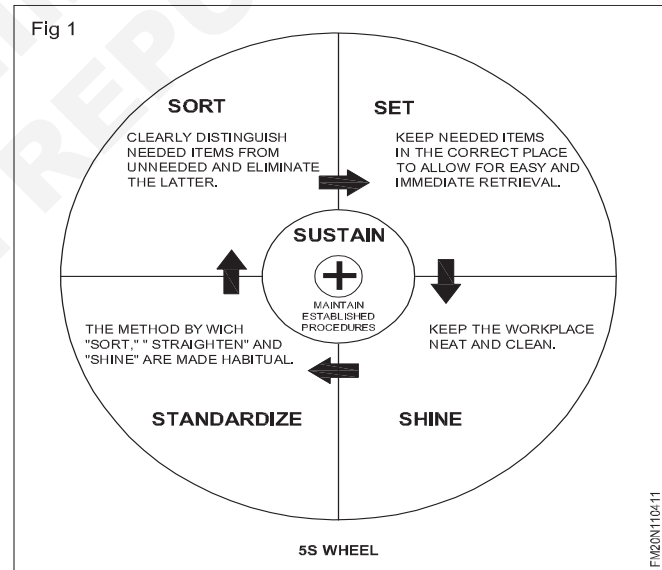 Fig 1
SORT
CLEARLY DISTINGUISH
NEEDED ITEMS FROM
UNNEEDED AND ELIMINATE
THE LATTER.
SET
KEEP NEEDED ITEMS
IN THE CORRECT PLACE
TO ALLOW FOR EASY AND
IMMEDIATE RETRIEVAL.
SUSTAIN
MAINTAIN
ESTABLISHED
PROCEDURES
THE METHOD BY WICH
"SORT," " STRAIGHTEN" AND
"SHINE" ARE MADE HABITUAL.
STANDARDIZE
KEEP THE WORKPLACE
NEAT AND CLEAN.
SHINE
5S WHEEL
FM20N110411